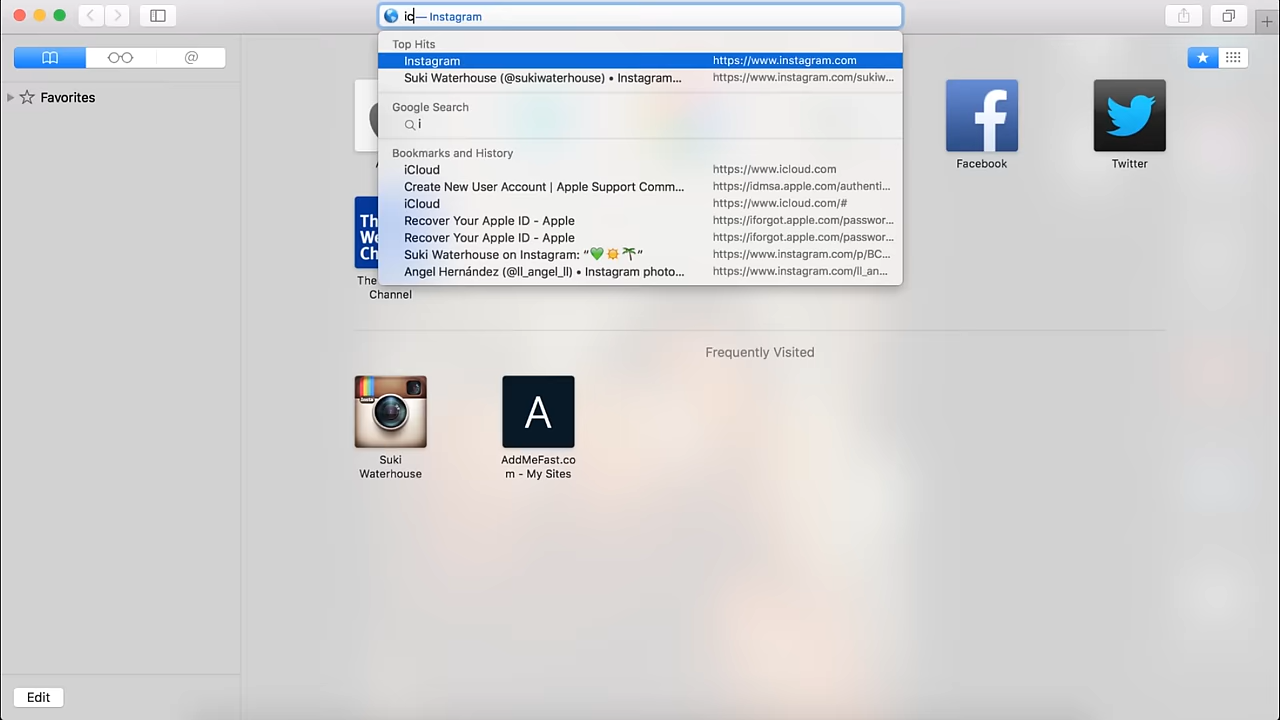 ic — Instagram
Top Hits
Instagram https://www.instagram.com
Suki Waterhouse (@sukiwaterhouse) • Instagram... https://www.instagram.com/sukiw...
Google Search
i
Bookmarks and History
iCloud https://www.icloud.com
Create New User Account | Apple Support Comm... https://idmsa.apple.com/authenti...
iCloud https://www.icloud.com/#
Recover Your Apple ID - Apple https://iforgot.apple.com/passwor...
Recover Your Apple ID - Apple https://iforgot.apple.com/passwor...
Suki Waterhouse on Instagram: “💚☀️🌴” https://www.instagram.com/p/BC...
Angel Hernández (@ll_angel_ll) • Instagram photo... https://www.instagram.com/ll_an...
@
Favorites
Facebook
Twitter
The
We
Ch
The
Channel
Frequently Visited
Insta
A
Suki
Waterhouse
AddMeFast.co
m - My Sites
Edit